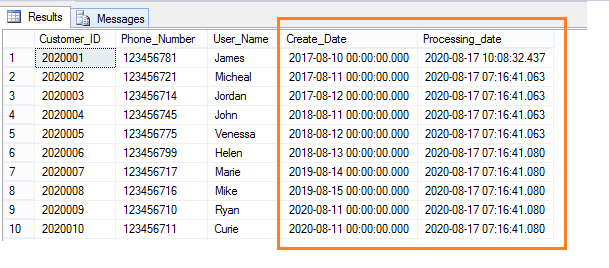 Results Messages
Customer_ID Phone_Number User_Name Create_Date Processing_date
1 2020001 123456781 James 2017-08-10 00:00:00.000 2020-08-17 10:08:32.437
2 2020002 123456721 Micheal 2017-08-11 00:00:00.000 2020-08-17 07:16:41.063
3 2020003 123456714 Jordan 2017-08-12 00:00:00.000 2020-08-17 07:16:41.063
4 2020004 123456745 John 2018-08-11 00:00:00.000 2020-08-17 07:16:41.063
5 2020005 123456775 Venessa 2018-08-12 00:00:00.000 2020-08-17 07:16:41.063
6 2020006 123456799 Helen 2018-08-13 00:00:00.000 2020-08-17 07:16:41.080
7 2020007 123456717 Marie 2019-08-14 00:00:00.000 2020-08-17 07:16:41.080
8 2020008 123456716 Mike 2019-08-15 00:00:00.000 2020-08-17 07:16:41.080
9 2020009 123456710 Ryan 2020-08-11 00:00:00.000 2020-08-17 07:16:41.080
10 2020010 123456711 Curie 2020-08-11 00:00:00.000 2020-08-17 07:16:41.080